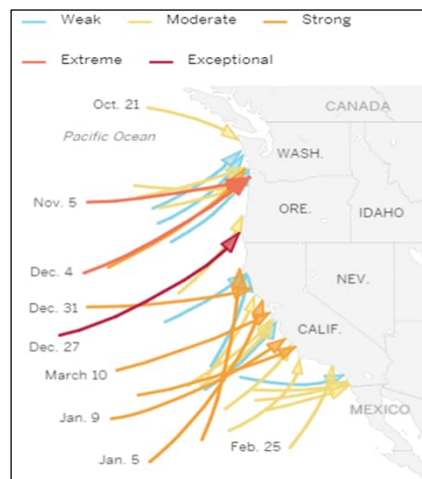 Weak Moderate Strong
Extreme Exceptional
Oct. 21
CANADA
Pacific Ocean
WASH.
Nov. 5
ORE.
IDAHO
Dec. 4
NEV.
Dec. 31
CALIF.
Dec. 27
March 10
MEXICO
Jan. 9
Feb. 25
Jan. 5